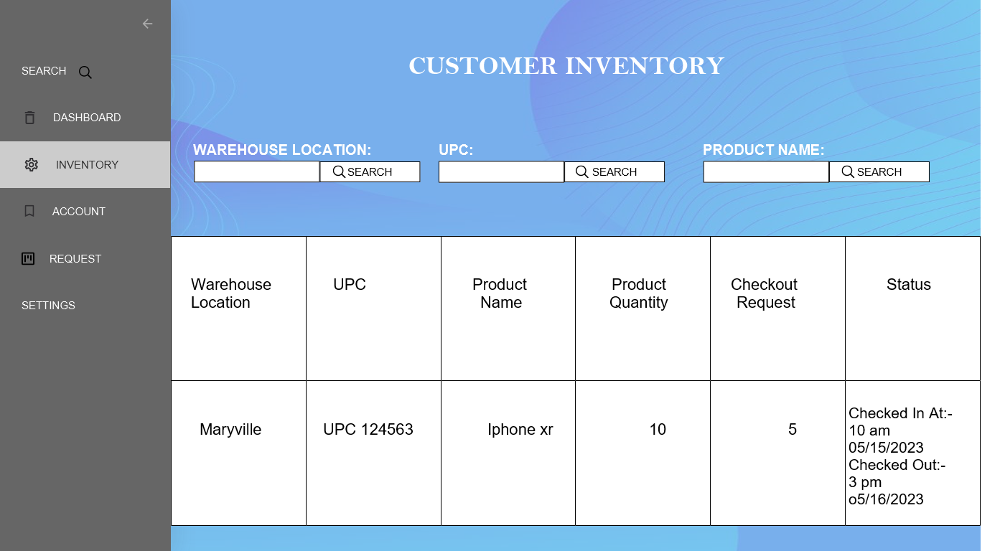 SEARCH
DASHBOARD
INVENTORY
ACCOUNT
REQUEST
SETTINGS
CUSTOMER INVENTORY
WAREHOUSE LOCATION:
SEARCH
UPC:
SEARCH
PRODUCT NAME:
SEARCH
Warehouse
Location
UPC
Product
Name
Product
Quantity
Checkout
Request
Status
Maryville
UPC 124563
Iphone xr
10
5
Checked In At:-
10 am
05/15/2023
Checked Out:-
3 pm
o5/16/2023